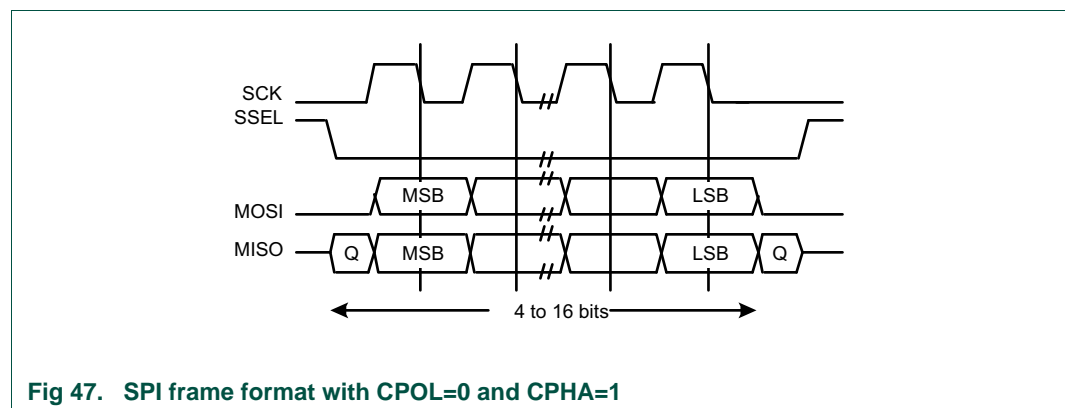 SCK
SSEL
MOSI
MSB
LSB
MISO
Q
MSB
LSB
Q
4 to 16 bits
Fig 47. SPI frame format with CPOL=0 and CPHA=1